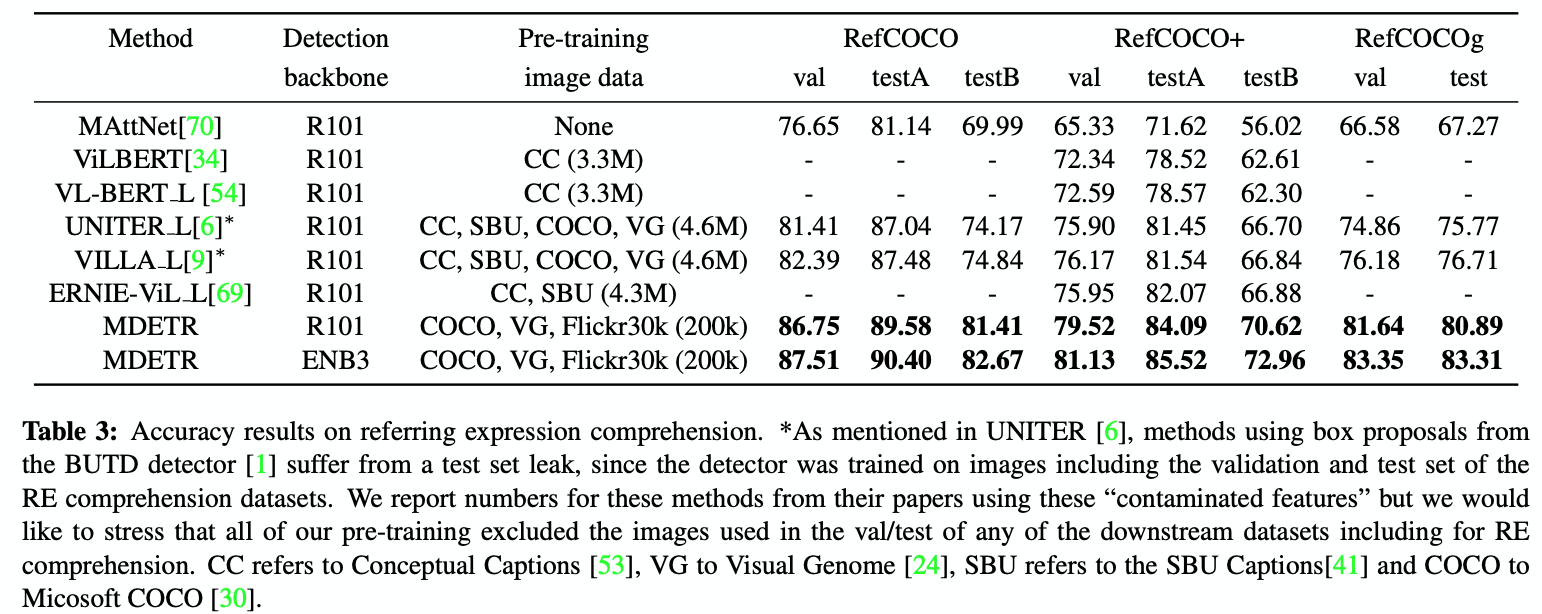 Method Detection Pre-training RefCOCO RefCOCO+ RefCOCOg
backbone image data val testA testB val testA testB val test
MAttNet[70] R101 None 76.65 81.14 69.99 65.33 71.62 56.02 66.58 67.27
ViLBERT[34] R101 CC (3.3M) - - - 72.34 78.52 62.61 - -
VL-BERT_L [54] R101 CC (3.3M) - - - 72.59 78.57 62.30 - -
UNITER_L[6]* R101 CC, SBU, COCO, VG (4.6M) 81.41 87.04 74.17 75.90 81.45 66.70 74.86 75.77
VILLA_L[9]* R101 CC, SBU, COCO, VG (4.6M) 82.39 87.48 74.84 76.17 81.54 66.84 76.18 76.71
ERNIE-ViL_L[69] R101 CC, SBU (4.3M) - - - 75.95 82.07 66.88 - -
MDETR R101 COCO, VG, Flickr30k (200k) 86.75 89.58 81.41 79.52 84.09 70.62 81.64 80.89
MDETR ENB3 COCO, VG, Flickr30k (200k) 87.51 90.40 82.67 81.13 85.52 72.96 83.35 83.31
Table 3: Accuracy results on referring expression comprehension. *As mentioned in UNITER [6], methods using box proposals from
the BUTD detector [1] suffer from a test set leak, since the detector was trained on images including the validation and test set of the
RE comprehension datasets. We report numbers for these methods from their papers using these “contaminated features” but we would
like to stress that all of our pre-training excluded the images used in the val/test of any of the downstream datasets including for RE
comprehension. CC refers to Conceptual Captions [53], VG to Visual Genome [24], SBU refers to the SBU Captions[41] and COCO to
Micosoft COCO [30].